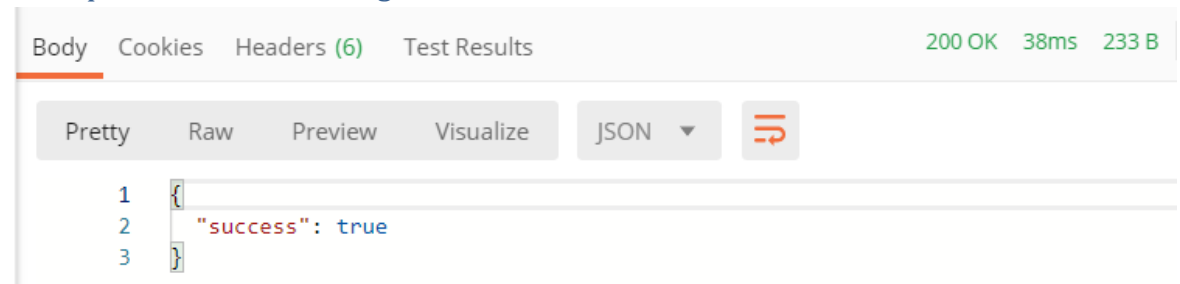 Body Cookies Headers (6) Test Results 200 OK 38ms 233 B
Pretty Raw Preview Visualize JSON
1 {
2 "success": true
3 }